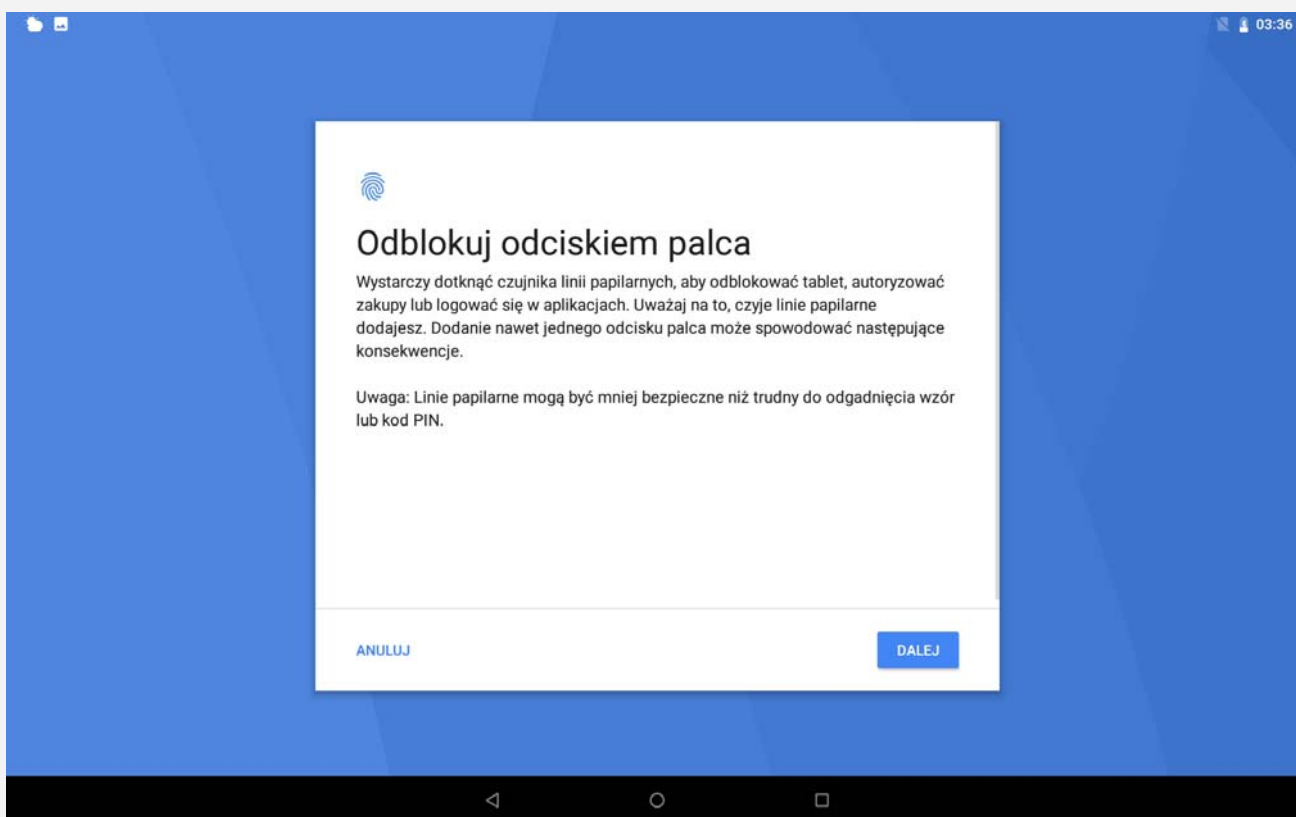 03:36
Odblokuj odciskiem palca
Wystarczy dotknąć czujnika linii papilarnych, aby odblokować tablet, autoryzować
zakupy lub logować się w aplikacjach. Uważaj na to, czyje linie papilarne
dodajesz. Dodanie nawet jednego odcisku palca może spowodować następujące
konsekwencje.
Uwaga: Linie papilarne mogą być mniej bezpieczne niż trudny do odgadnięcia wzór
lub kod PIN.
ANULUJ
DALEJ